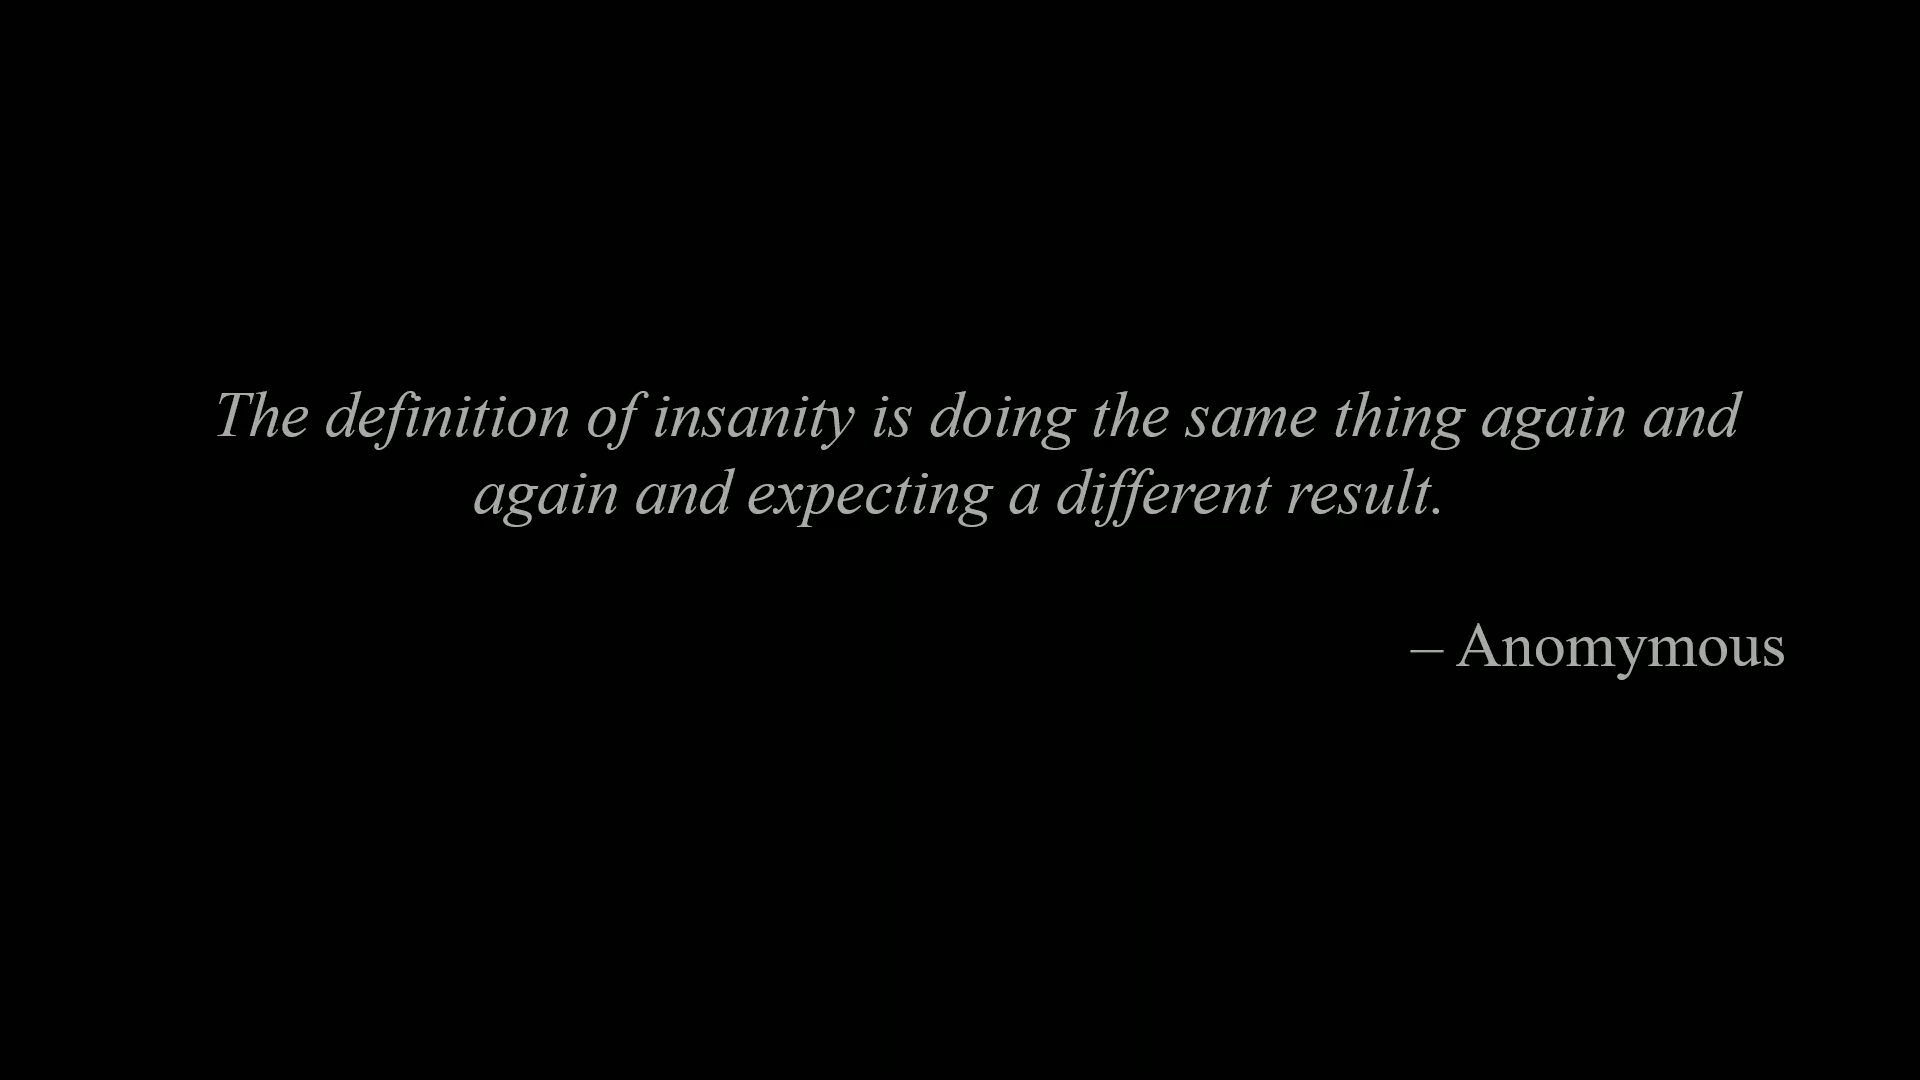 The definition of insanity is doing the same thing again and
again and expecting a different result.
– Anomymous